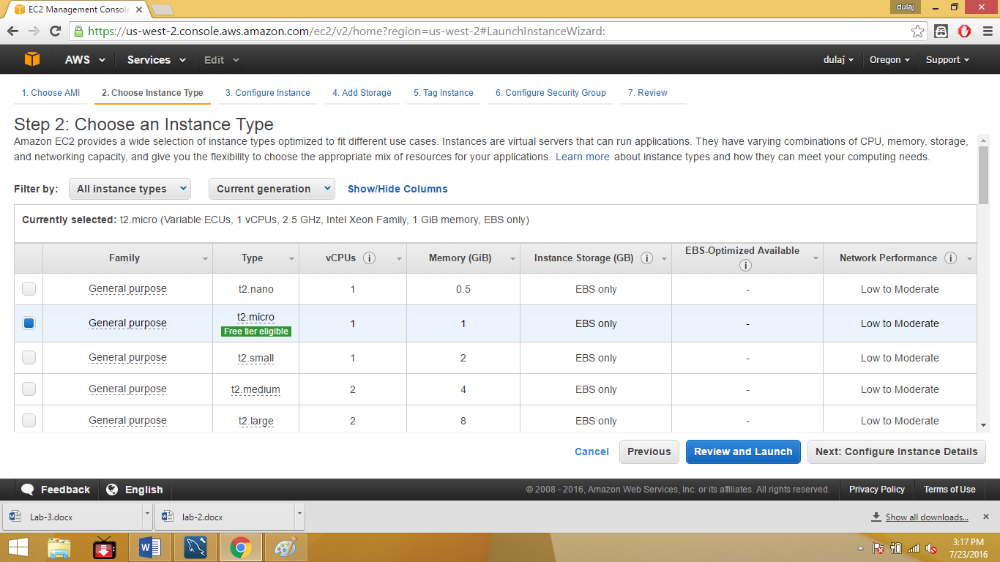 EC2 Management Consol
dulaj
https://us-west-2.console.aws.amazon.com/ec2/v2/home?region=us-west-2#LaunchInstanceWizard:
AWS Services Edit dulaj Oregon Support
1. Choose AMI 2. Choose Instance Type 3. Configure Instance 4. Add Storage 5. Tag Instance 6. Configure Security Group 7. Review
Step 2: Choose an Instance Type
Amazon EC2 provides a wide selection of instance types optimized to fit different use cases. Instances are virtual servers that can run applications. They have varying combinations of CPU, memory, storage,
and networking capacity, and give you the flexibility to choose the appropriate mix of resources for your applications. Learn more about instance types and how they can meet your computing needs.
Filter by: All instance types Current generation Show/Hide Columns
Currently selected: t2.micro (Variable ECUs, 1 vCPUs, 2.5 GHz, Intel Xeon Family, 1 GiB memory, EBS only)
Family Type vCPUs Memory (GiB) Instance Storage (GB) EBS-Optimized Available Network Performance
General purpose t2.nano 1 0.5 EBS only - Low to Moderate
General purpose t2.micro 1 1 EBS only - Low to Moderate
Free tier eligible
General purpose t2.small 1 2 EBS only - Low to Moderate
General purpose t2.medium 2 4 EBS only - Low to Moderate
General purpose t2.large 2 8 EBS only - Low to Moderate
Cancel Previous Review and Launch Next: Configure Instance Details
Feedback English © 2008 - 2016, Amazon Web Services, Inc. or its affiliates. All rights reserved. Privacy Policy Terms of Use
Lab-3.docx lab-2.docx Show all downloads...
3:17 PM
7/23/2016